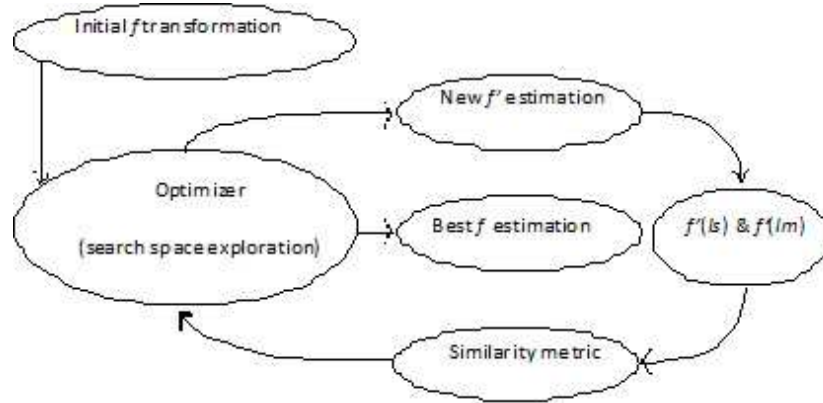 Initial f transformation
New f' estimation
Optimizer
(search space exploration)
Best f estimation
f'(Is) & f'(Im)
Similarity metric